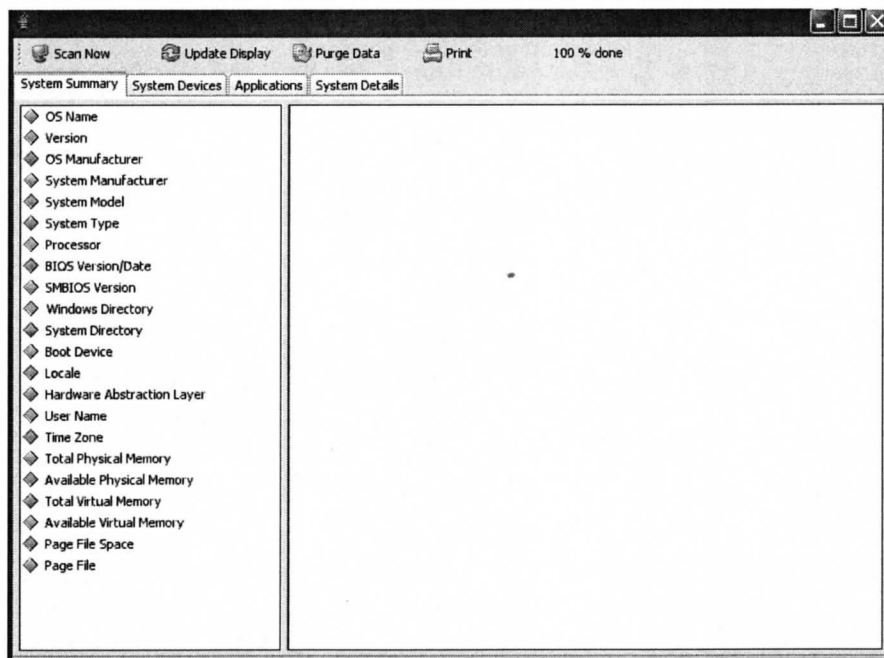 Scan Now Update Display Purge Data Print 100 % done
System Summary System Devices Applications System Details
OS Name
Version
OS Manufacturer
System Manufacturer
System Model
System Type
Processor
BIOS Version/Date
SMBIOS Version
Windows Directory
System Directory
Boot Device
Locale
Hardware Abstraction Layer
User Name
Time Zone
Total Physical Memory
Available Physical Memory
Total Virtual Memory
Available Virtual Memory
Page File Space
Page File